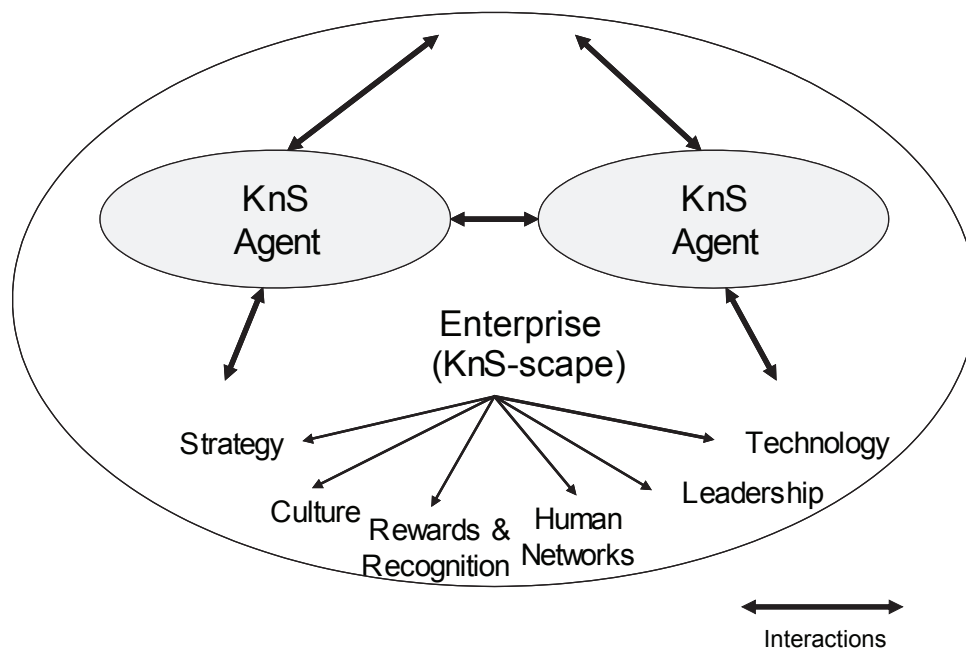 KnS
Agent
KnS
Agent
Enterprise
(KnS-scape)
Strategy
Technology
Culture
Leadership
Rewards &
Recognition
Human
Networks
Interactions